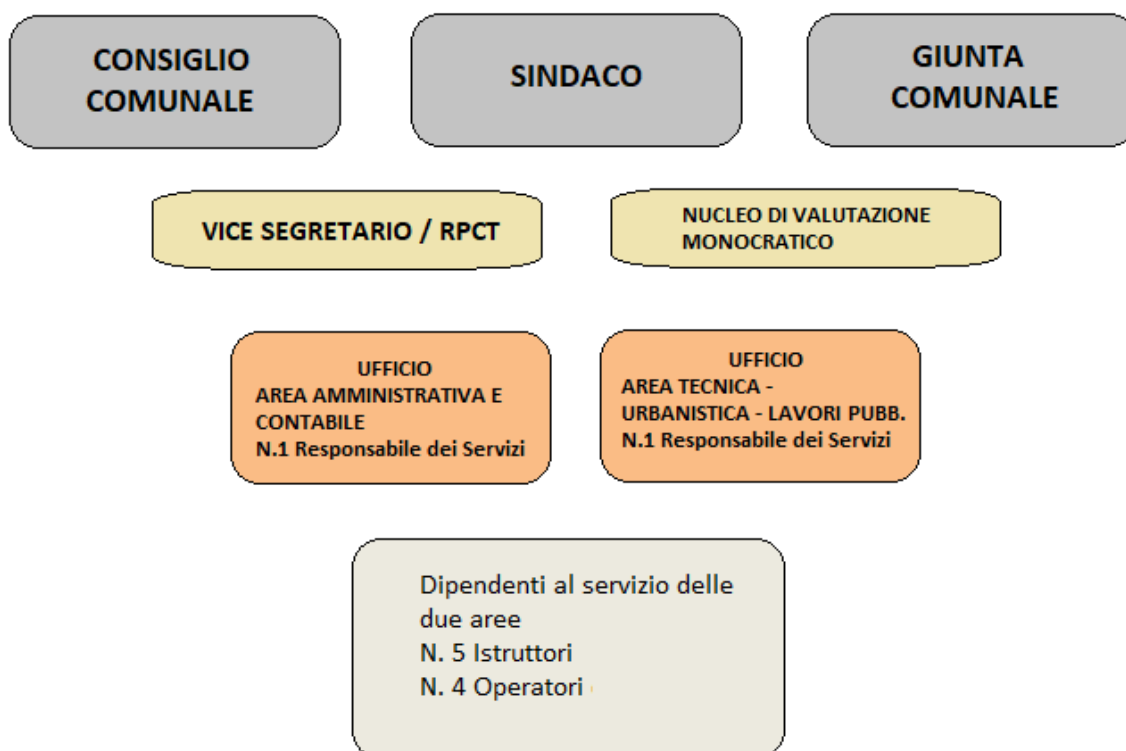 CONSIGLIO
COMUNALE
SINDACO
GIUNTA
COMUNALE
VICE SEGRETARIO / RPCT
NUCLEO DI VALUTAZIONE
MONOCRATICO
UFFICIO
AREA AMMINISTRATIVA E
CONTABILE
N.1 Responsabile dei Servizi
UFFICIO
AREA TECNICA -
URBANISTICA - LAVORI PUBB.
N.1 Responsabile dei Servizi
Dipendenti al servizio delle
due aree
N. 5 Istruttori
N. 4 Operatori